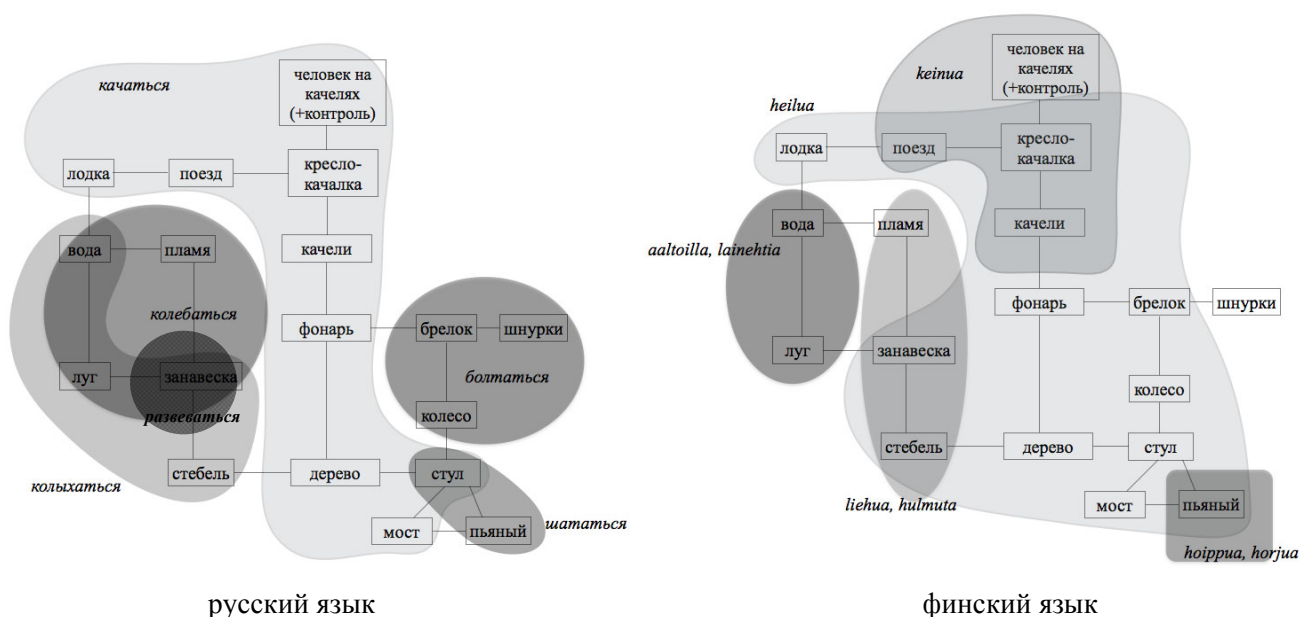 качаться
человек на
качелях
(+контроль)
лодка
поезд
кресло-
качалка
вода
пламя
качели
колебаться
фонарь
брелок
шнурки
луг
занавеска
болтаться
развеваться
колесо
стебель
дерево
стул
колыхаться
мост
пьяный
шататься
русский язык
keinua
человек на
качелях
(+контроль)
heilua
лодка
поезд
кресло-
качалка
вода
пламя
качели
aaltoilla, lainehtia
фонарь
брелок
шнурки
луг
занавеска
колесо
стебель
дерево
стул
liehua, hulmuta
мост
пьяный
hoippua, horjua
финский язык